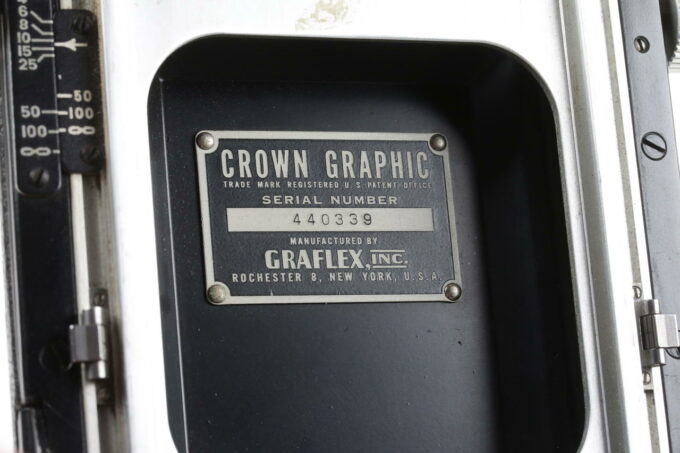 4
6
8
10
15
25
50
100
∞
50
100
∞
CROWN GRAPHIC
TRADE MARK REGISTERED U.S. PATENT OFFICE
SERIAL NUMBER
440339
MANUFACTURED BY
GRAFLEX, INC.
ROCHESTER 8, NEW YORK, U.S.A.